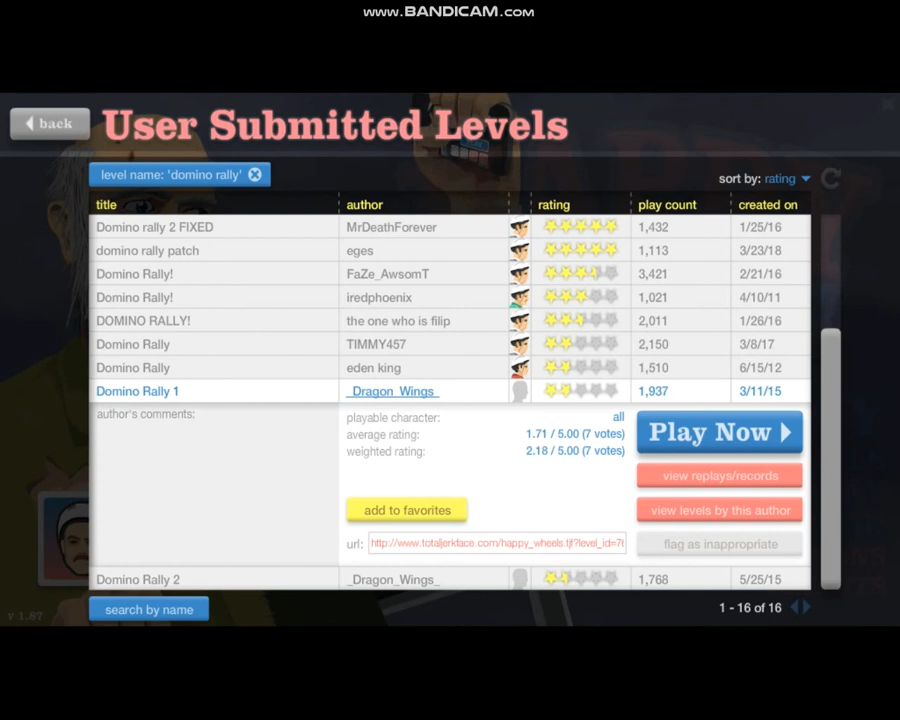 www.BANDICAM.com
back
User Submitted Levels
level name: 'domino rally'
sort by: rating
title author rating play count created on
Domino rally 2 FIXED MrDeathForever 1,432 1/25/16
domino rally patch eges 1,113 3/23/18
Domino Rally! FaZe_AwsomT 3,421 2/21/16
Domino Rally! iredphoenix 1,021 4/10/11
DOMINO RALLY! the one who is filip 2,011 1/26/16
Domino Rally TIMMY457 2,150 3/8/17
Domino Rally eden king 1,510 6/15/12
Domino Rally 1 _Dragon_Wings_ 1,937 3/11/15
author's comments:
playable character: all
average rating: 1.71 / 5.00 (7 votes)
weighted rating: 2.18 / 5.00 (7 votes)
Play Now
view replays/records
add to favorites
view levels by this author
url: http://www.totaljerkface.com/happy_wheels.tjf?level_id=7
flag as inappropriate
Domino Rally 2 _Dragon_Wings_ 1,768 5/25/15
search by name
1 - 16 of 16
v 1.87